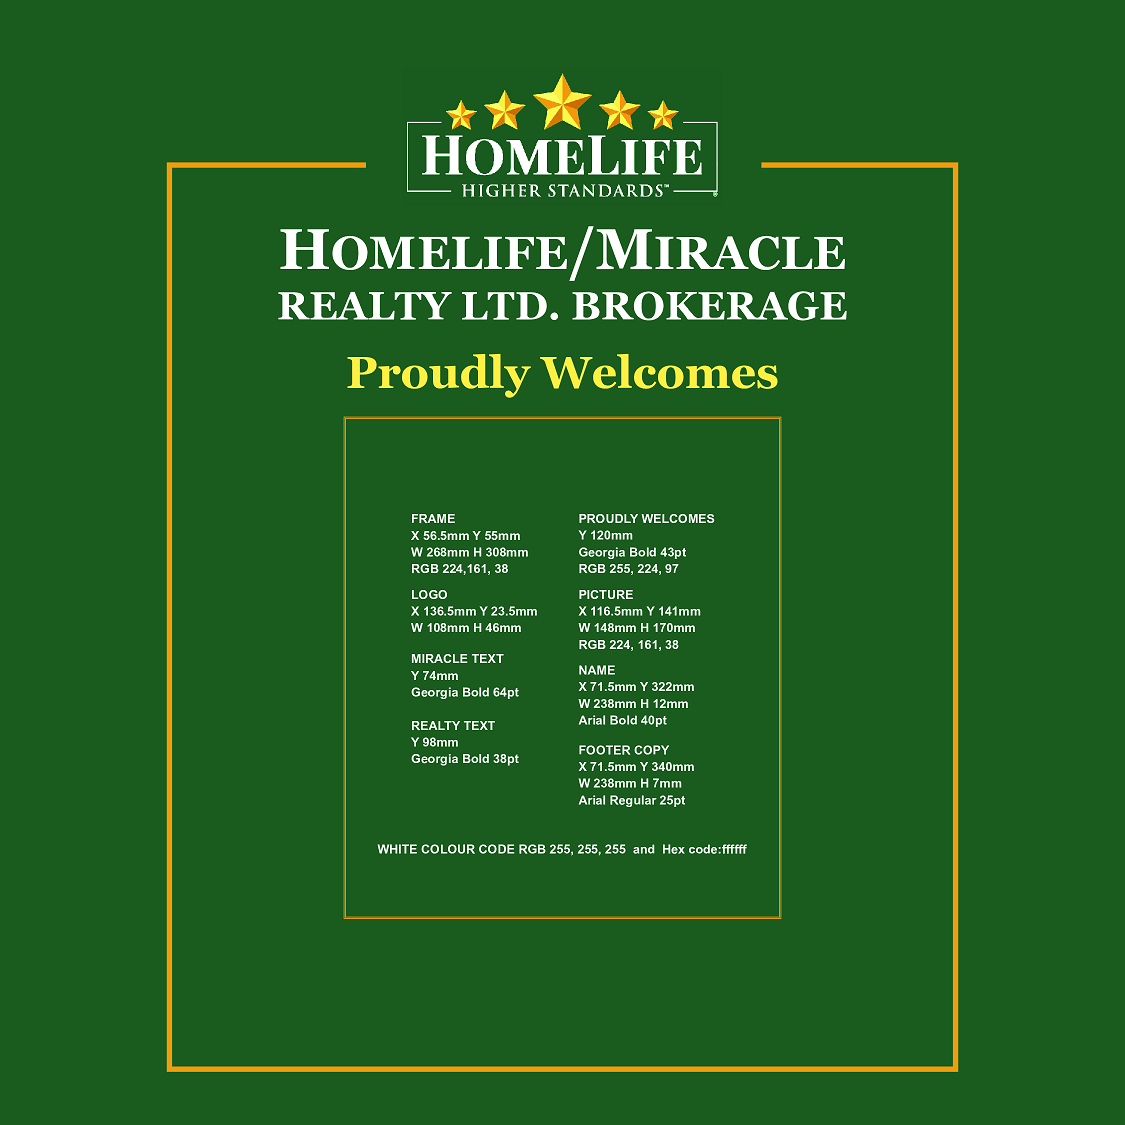 HOMELIFE
HIGHER STANDARDS™
®
HOMELIFE/MIRACLE
REALTY LTD. BROKERAGE
Proudly Welcomes
FRAME
X 56.5mm Y 55mm
W 268mm H 308mm
RGB 224,161, 38
LOGO
X 136.5mm Y 23.5mm
W 108mm H 46mm
MIRACLE TEXT
Y 74mm
Georgia Bold 64pt
REALTY TEXT
Y 98mm
Georgia Bold 38pt
PROUDLY WELCOMES
Y 120mm
Georgia Bold 43pt
RGB 255, 224, 97
PICTURE
X 116.5mm Y 141mm
W 148mm H 170mm
RGB 224, 161, 38
NAME
X 71.5mm Y 322mm
W 238mm H 12mm
Arial Bold 40pt
FOOTER COPY
X 71.5mm Y 340mm
W 238mm H 7mm
Arial Regular 25pt
WHITE COLOUR CODE RGB 255, 255, 255  and  Hex code:ffffff